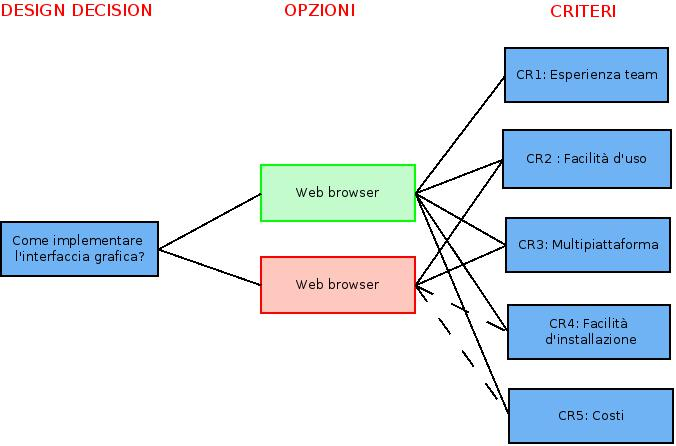 DESIGN DECISION
OPZIONI
CRITERI
Come implementare
l'interfaccia grafica?
Web browser
Web browser
CR1: Esperienza team
CR2 : Facilità d'uso
CR3: Multipiattaforma
CR4: Facilità
d'installazione
CR5: Costi